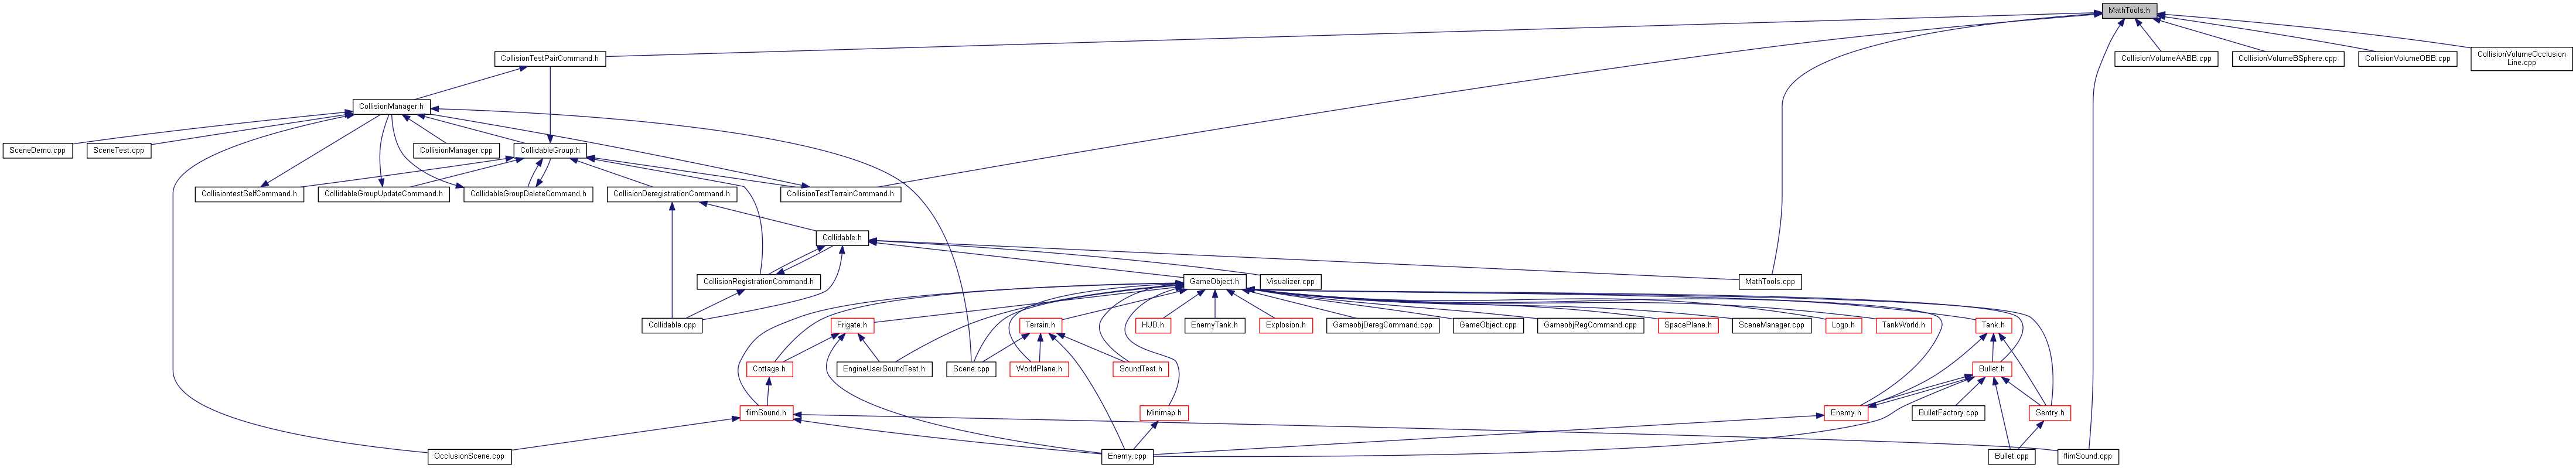 MathTools.h
CollisionTestPairCommand.h
CollisionVolumeAABB.cpp
CollisionVolumeBSphere.cpp
CollisionVolumeOBB.cpp
CollisionVolumeOcclusion
Line.cpp
CollisionManager.h
SceneDemo.cpp
SceneTest.cpp
CollisionManager.cpp
CollidableGroup.h
CollisiontestSelfCommand.h
CollidableGroupUpdateCommand.h
CollidableGroupDeleteCommand.h
CollisionDeregistrationCommand.h
CollisionTestTerrainCommand.h
Collidable.h
CollisionRegistrationCommand.h
GameObject.h
Visualizer.cpp
MathTools.cpp
Collidable.cpp
Frigate.h
Terrain.h
HUD.h
EnemyTank.h
Explosion.h
GameobjDeregCommand.cpp
GameObject.cpp
GameobjRegCommand.cpp
SpacePlane.h
SceneManager.cpp
Logo.h
TankWorld.h
Tank.h
Cottage.h
EngineUserSoundTest.h
Scene.cpp
WorldPlane.h
SoundTest.h
Bullet.h
flimSound.h
Minimap.h
Enemy.h
BulletFactory.cpp
Sentry.h
OcclusionScene.cpp
Enemy.cpp
Bullet.cpp
flimSound.cpp